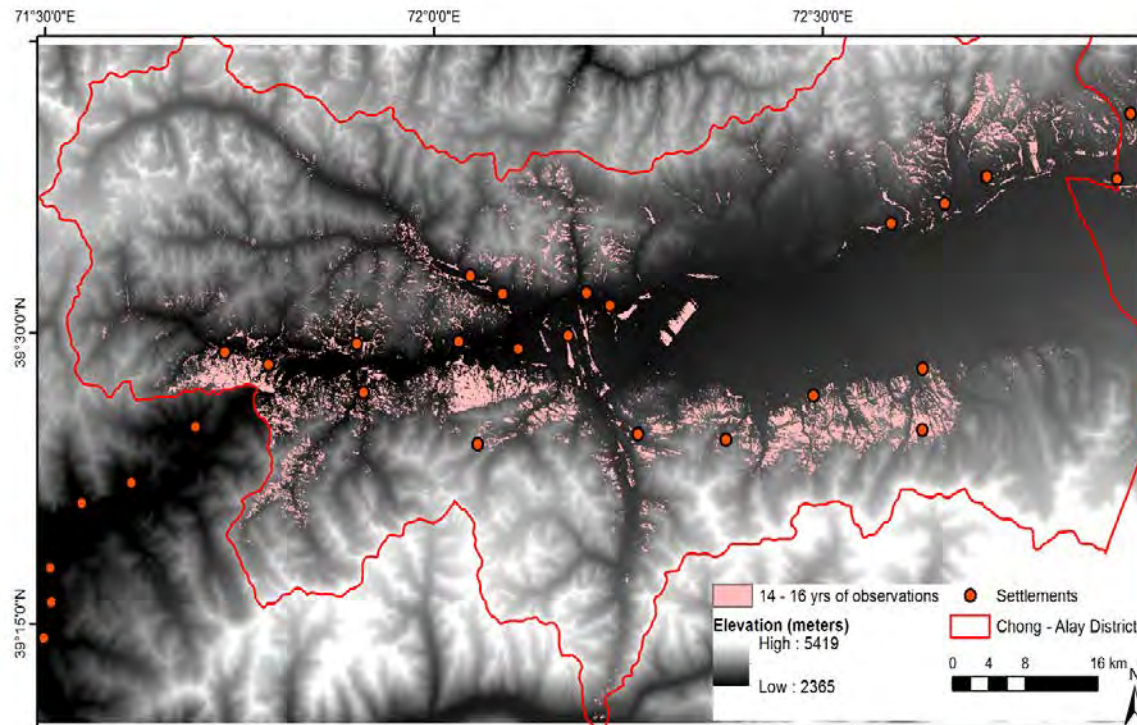 71°30'0"E
72°0'0"E
72°30'0"E
39°30'0"N
39°15'0"N
14 - 16 yrs of observations
Settlements
Elevation (meters)
Chong - Alay District
High : 5419
Low : 2365
0 4 8 16 km
N